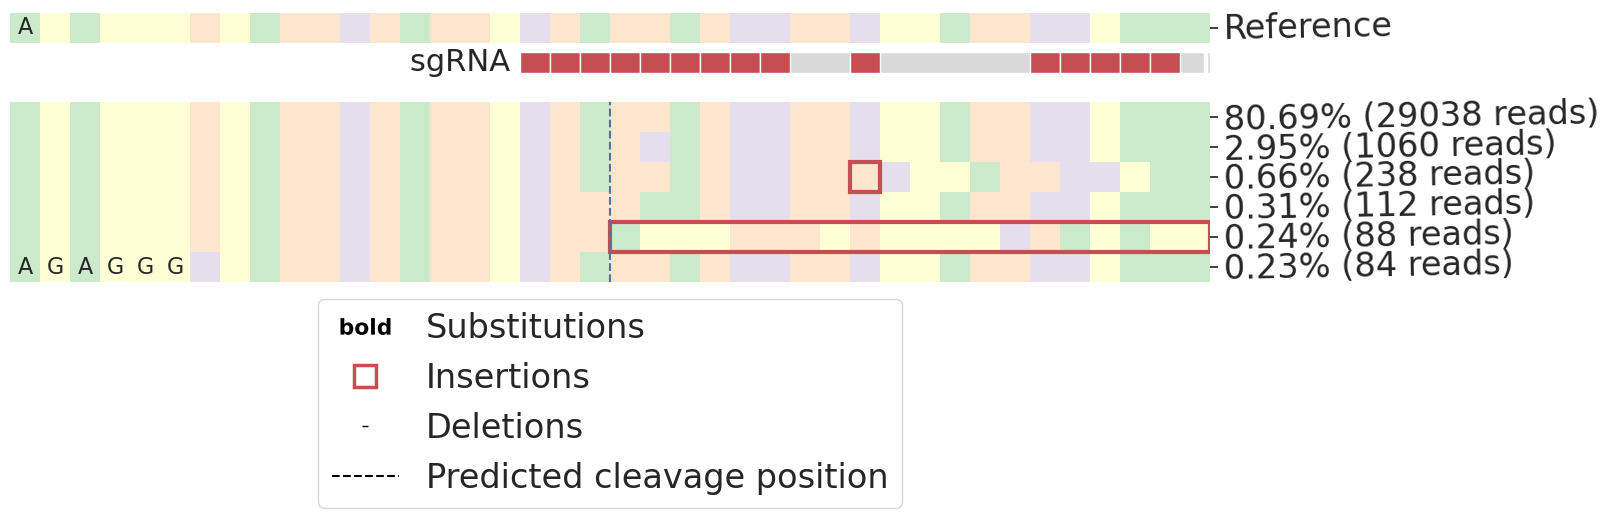 A Reference
sgRNA
80.69% (29038 reads)
2.95% (1060 reads)
0.66% (238 reads)
0.31% (112 reads)
0.24% (88 reads)
A G A G G G 0.23% (84 reads)
bold Substitutions
Insertions
- Deletions
Predicted cleavage position